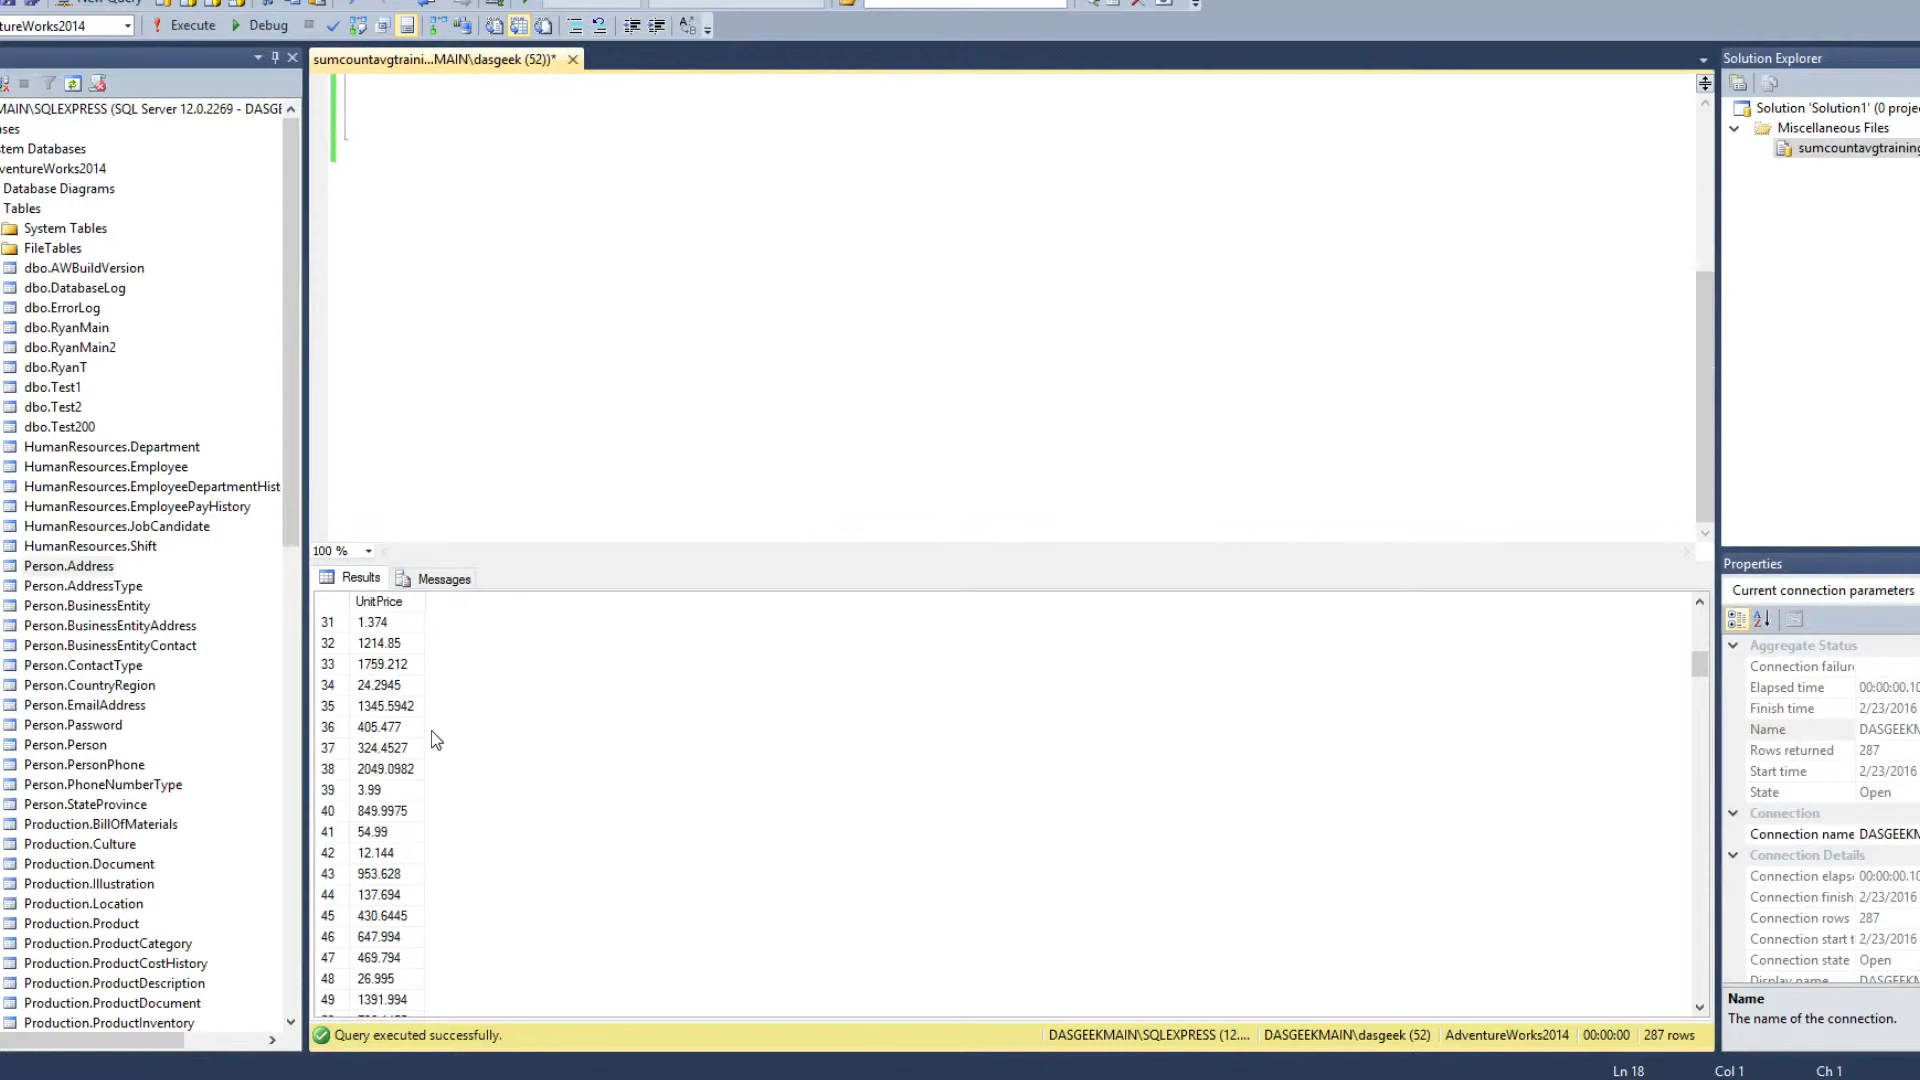 New Query
tureWorks2014
Execute
Debug
sumcountavgtraini...MAIN\dasgeek (52))*
Solution Explorer
MAIN\SQLEXPRESS (SQL Server 12.0.2269 - DASGE
ases
stem Databases
ventureWorks2014
Database Diagrams
Tables
System Tables
FileTables
dbo.AWBuildVersion
dbo.DatabaseLog
dbo.ErrorLog
dbo.RyanMain
dbo.RyanMain2
dbo.RyanT
dbo.Test1
dbo.Test2
dbo.Test200
HumanResources.Department
HumanResources.Employee
HumanResources.EmployeeDepartmentHist
HumanResources.EmployeePayHistory
HumanResources.JobCandidate
HumanResources.Shift
Person.Address
Person.AddressType
Person.BusinessEntity
Person.BusinessEntityAddress
Person.BusinessEntityContact
Person.ContactType
Person.CountryRegion
Person.EmailAddress
Person.Password
Person.Person
Person.PersonPhone
Person.PhoneNumberType
Person.StateProvince
Production.BillOfMaterials
Production.Culture
Production.Document
Production.Illustration
Production.Location
Production.Product
Production.ProductCategory
Production.ProductCostHistory
Production.ProductDescription
Production.ProductDocument
Production.ProductInventory
100 %
Results
Messages
UnitPrice
31 1.374
32 1214.85
33 1759.212
34 24.2945
35 1345.5942
36 405.477
37 324.4527
38 2049.0982
39 3.99
40 849.9975
41 54.99
42 12.144
43 953.628
44 137.694
45 430.6445
46 647.994
47 469.794
48 26.995
49 1391.994
Query executed successfully.
DASGEEKMAIN\SQLEXPRESS (12....
DASGEEKMAIN\dasgeek (52)
AdventureWorks2014
00:00:00
287 rows
Solution 'Solution1' (0 proje
Miscellaneous Files
sumcountavgtraining
Properties
Current connection parameters
Aggregate Status
Connection failure
Elapsed time 00:00:00.10
Finish time 2/23/2016
Name DASGEEKM
Rows returned 287
Start time 2/23/2016
State Open
Connection
Connection name DASGEEKM
Connection Details
Connection elaps 00:00:00.10
Connection finish 2/23/2016
Connection rows 287
Connection start t 2/23/2016
Connection state Open
Display name DASGEEKM
Name
The name of the connection.
Ln 18
Col 1
Ch 1